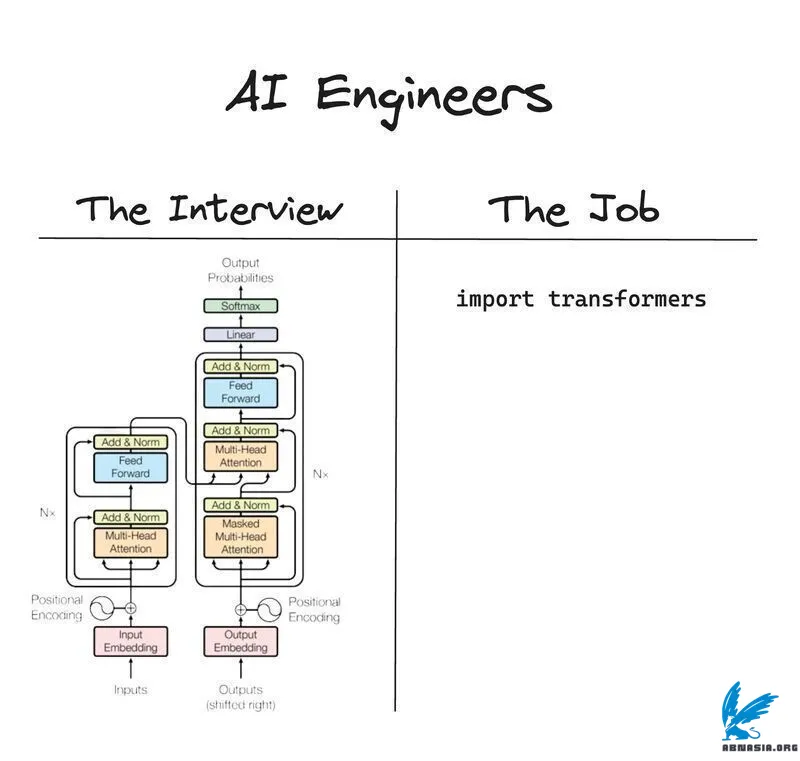 AI Engineers
The Interview
The Job
import transformers
Output
Probabilities
Softmax
Linear
Add & Norm
Feed
Forward
Add & Norm
Multi-Head
Attention
Add & Norm
Masked
Multi-Head
Attention
Nx
Positional
Encoding
Output
Embedding
Outputs
(shifted right)
Add & Norm
Feed
Forward
Add & Norm
Multi-Head
Attention
Nx
Positional
Encoding
Input
Embedding
Inputs
ABNASIA.ORG